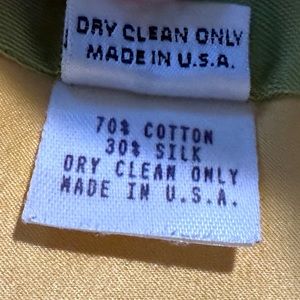 DRY CLEAN ONLY
MADE IN U.S.A.
70% COTTON
30% SILK
DRY CLEAN ONLY
MADE IN U.S.A.